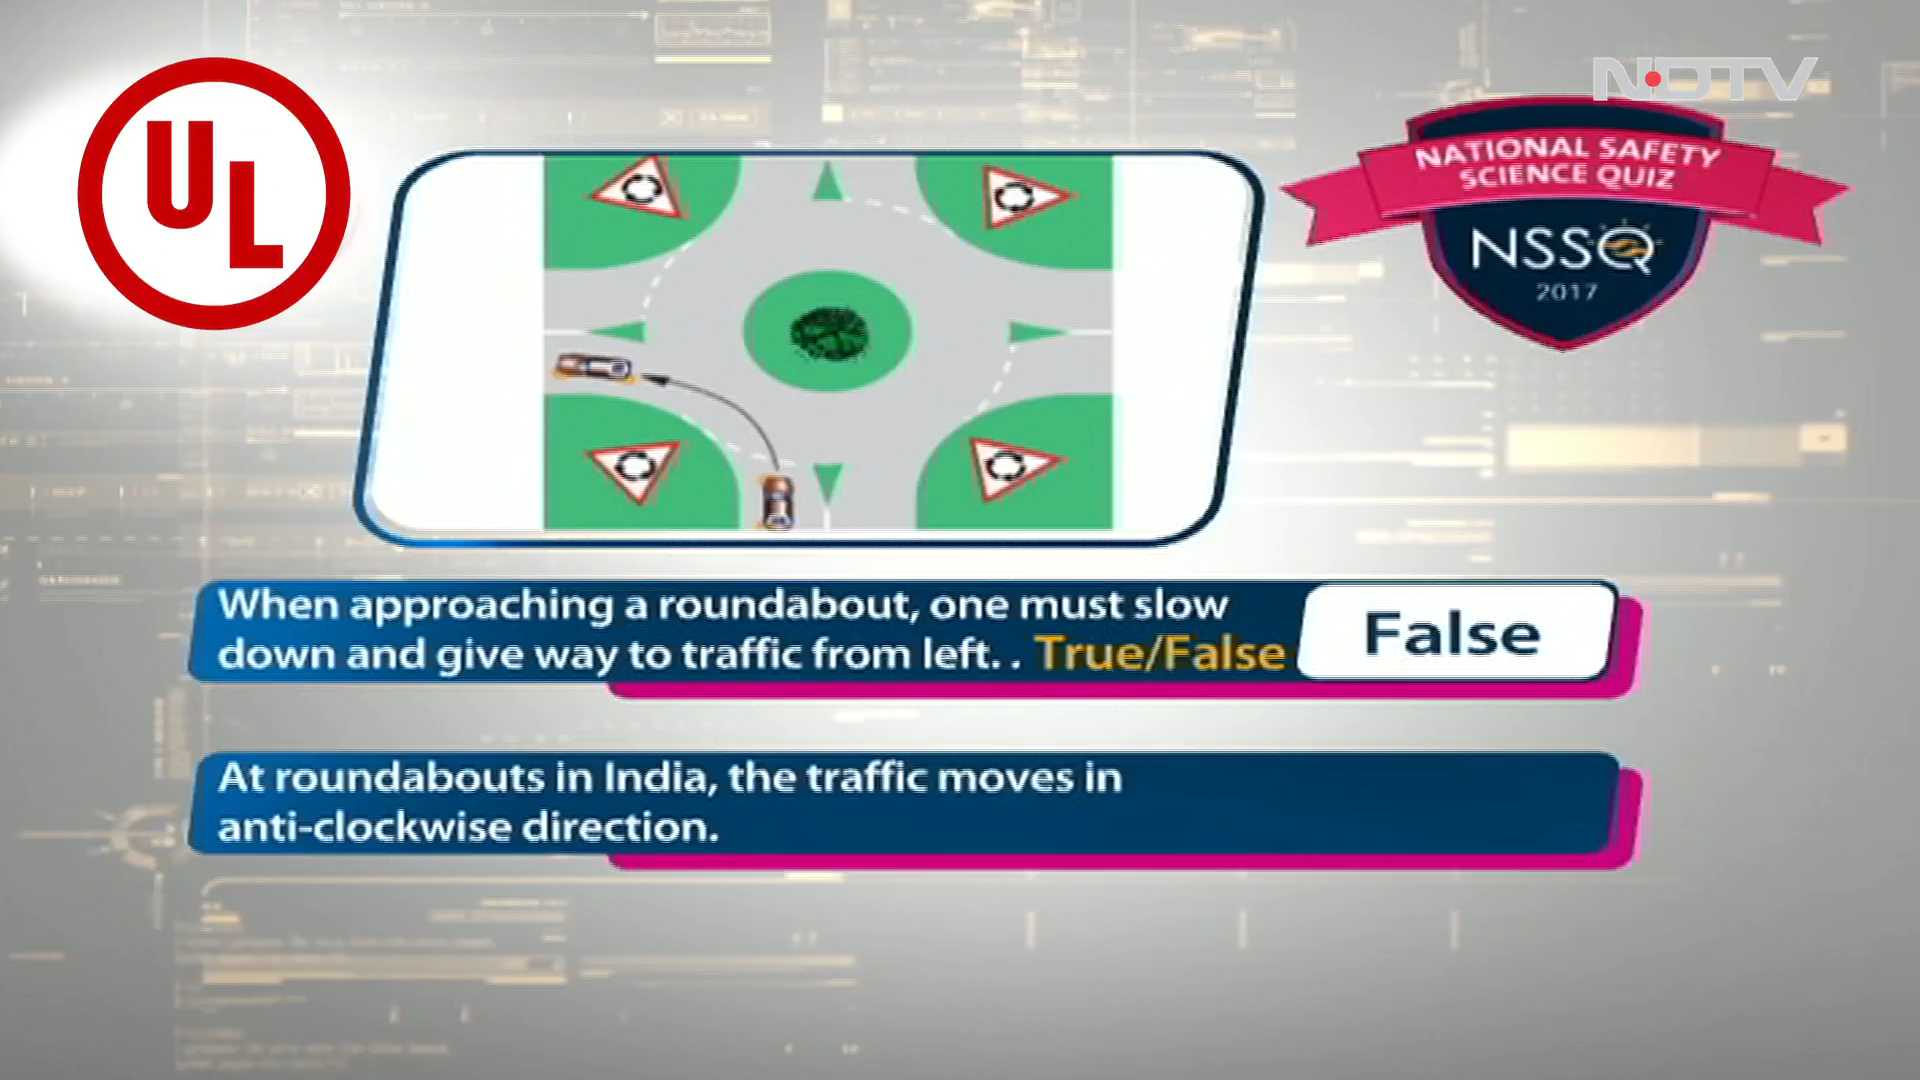 UL
NDTV
NATIONAL SAFETY
SCIENCE QUIZ
NSSQ
2017
When approaching a roundabout, one must slow
down and give way to traffic from left. . True/False
False
At roundabouts in India, the traffic moves in
anti-clockwise direction.